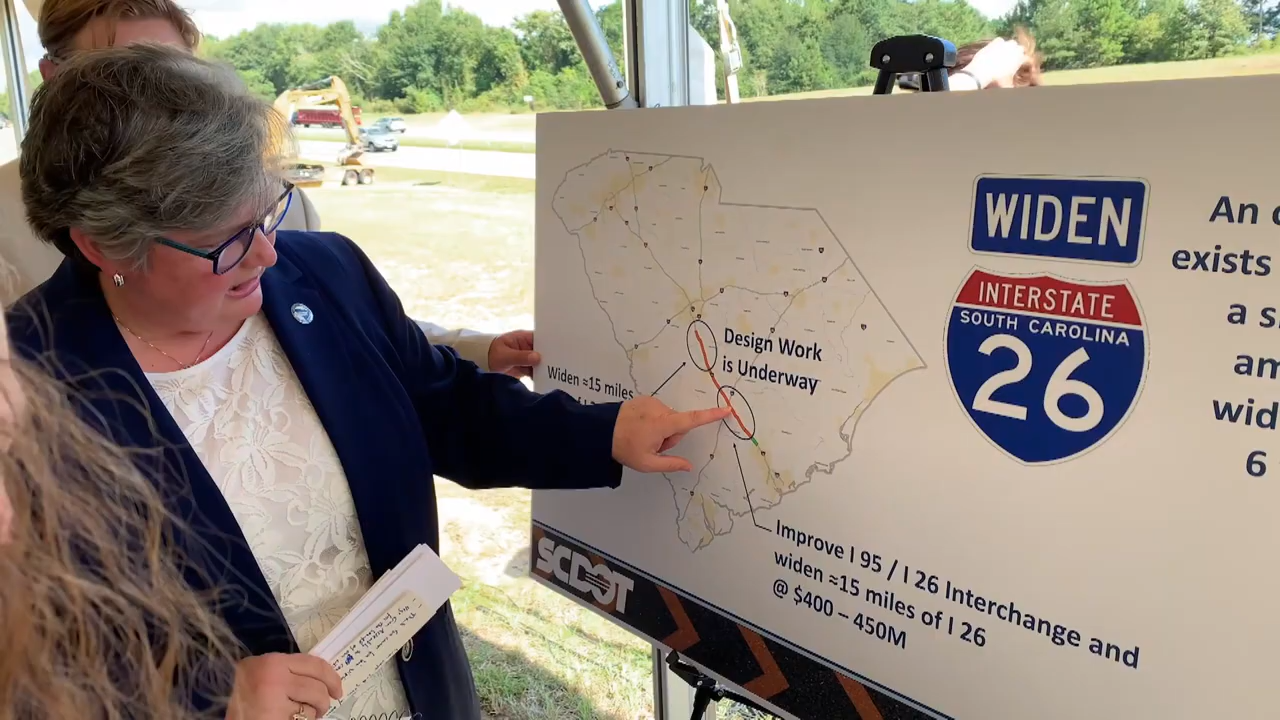 WIDEN
INTERSTATE
SOUTH CAROLINA
26
An
exists
a s
am
wid
6
Design Work
is Underway
Widen ≈15 miles
Improve I 95 / I 26 Interchange and
widen ≈15 miles of I 26
@ $400 – 450M
SCDOT